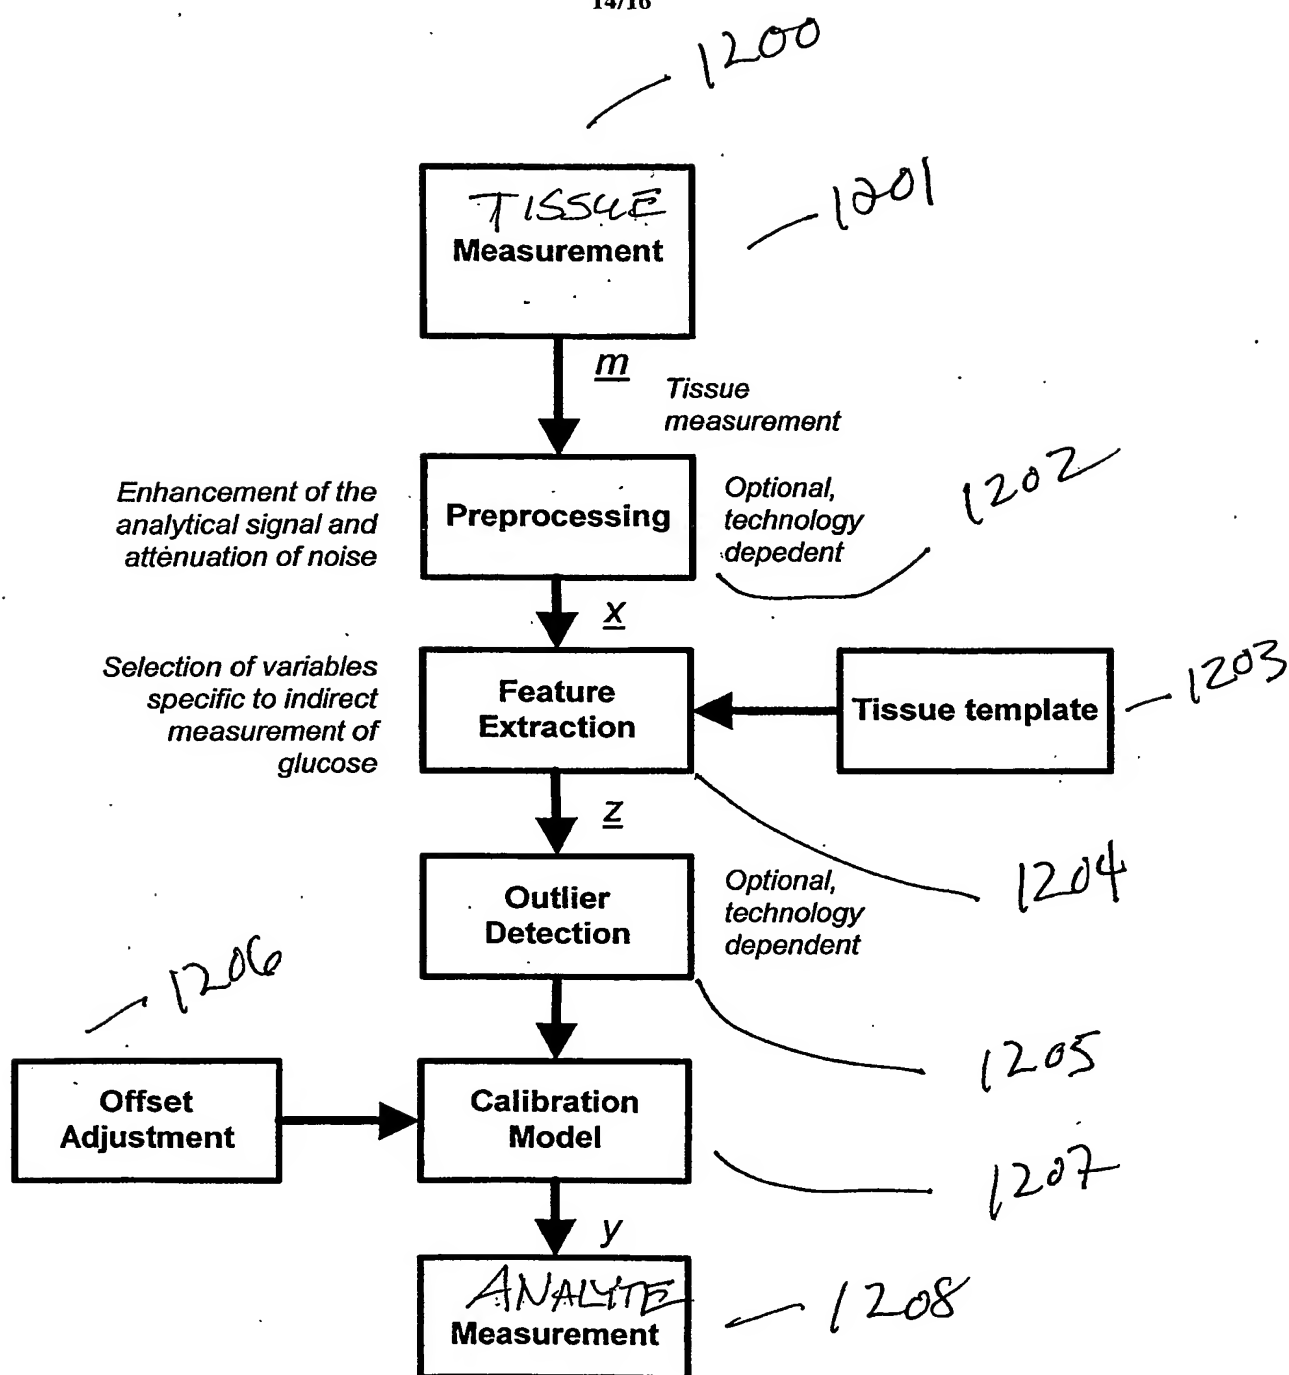 14/16
1200
TISSUE
Measurement
1201
m
Tissue
measurement
Enhancement of the
analytical signal and
attenuation of noise
Preprocessing
Optional,
technology
depedent
1202
x
Selection of variables
specific to indirect
measurement of
glucose
Feature
Extraction
Tissue template
1203
z
1204
Outlier
Detection
Optional,
technology
dependent
1206
1205
Offset
Adjustment
Calibration
Model
1207
y
ANALYTE
Measurement
1208